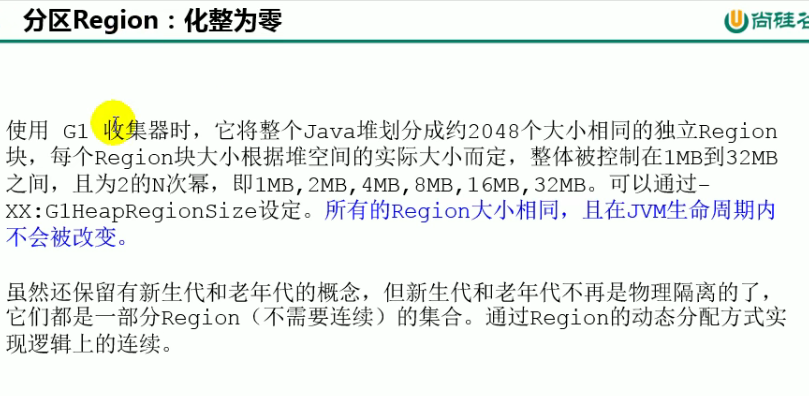 分区Region：化整为零
尚硅谷
使用 G1 收集器时，它将整个Java堆划分成约2048个大小相同的独立Region
块，每个Region块大小根据堆空间的实际大小而定，整体被控制在1MB到32MB
之间，且为2的N次幂，即1MB,2MB,4MB,8MB,16MB,32MB。可以通过-
XX:G1HeapRegionSize设定。所有的Region大小相同，且在JVM生命周期内
不会被改变。
虽然还保留有新生代和老年代的概念，但新生代和老年代不再是物理隔离的了，
它们都是一部分Region（不需要连续）的集合。通过Region的动态分配方式实
现逻辑上的连续。